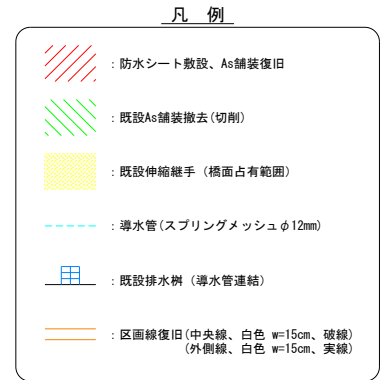 凡 例
：防水シート敷設、As舗装復旧
：既設As舗装撤去(切削)
：既設伸縮継手（橋面占有範囲）
：導水管(スプリングメッシュφ12mm)
：既設排水桝（導水管連結）
：区画線復旧(中央線、白色 w=15cm、破線)
(外側線、白色 w=15cm、実線)